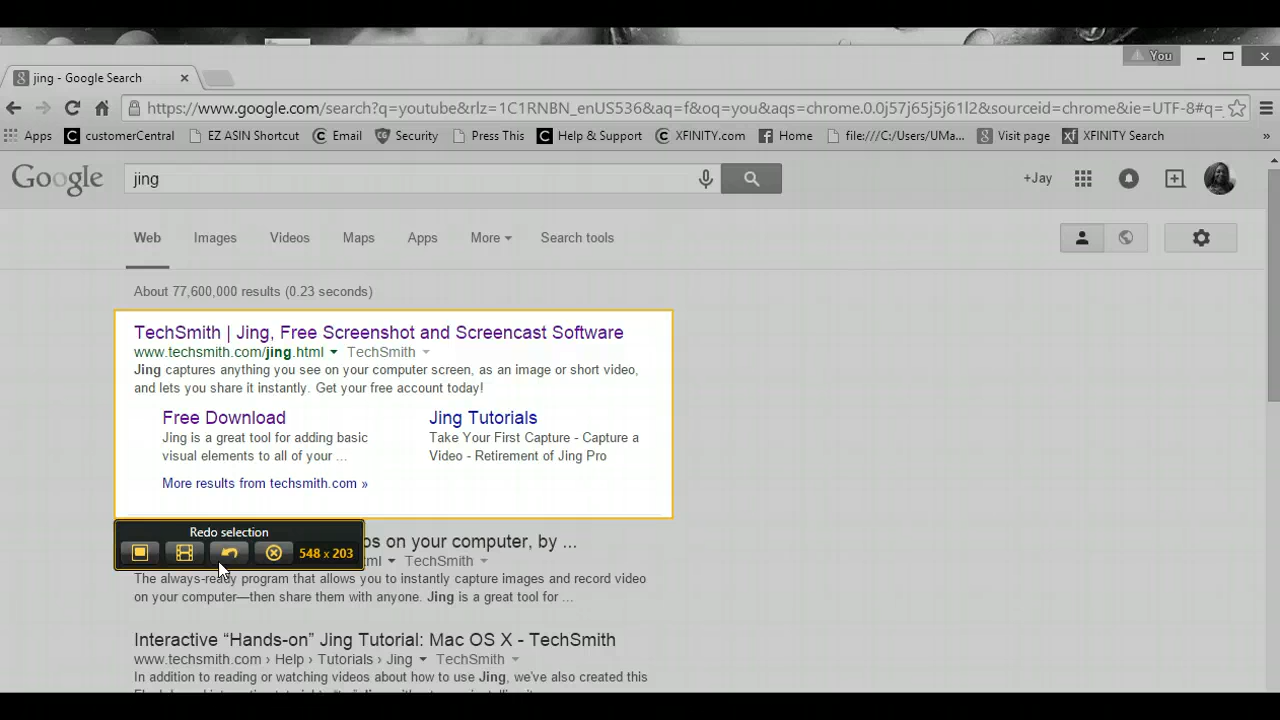 You
jing - Google Search
https://www.google.com/search?q=youtube&rlz=1C1RNBN_enUS536&aq=f&oq=you&aqs=chrome.0.0j57j65j5j61l2&sourceid=chrome&ie=UTF-8#q=
Apps customerCentral EZ ASIN Shortcut Email Security Press This Help & Support XFINITY.com Home file:///C:/Users/UMa... Visit page XFINITY Search »
Google jing +Jay
Web Images Videos Maps Apps More Search tools
About 77,600,000 results (0.23 seconds)
TechSmith | Jing, Free Screenshot and Screencast Software
www.techsmith.com/jing.html TechSmith
Jing captures anything you see on your computer screen, as an image or short video,
and lets you share it instantly. Get your free account today!
Free Download
Jing is a great tool for adding basic
visual elements to all of your ...
Jing Tutorials
Take Your First Capture - Capture a
Video - Retirement of Jing Pro
More results from techsmith.com »
Redo selection
548 x 203
on your computer, by ...
TechSmith
The always-ready program that allows you to instantly capture images and record video
on your computer—then share them with anyone. Jing is a great tool for ...
Interactive “Hands-on” Jing Tutorial: Mac OS X - TechSmith
www.techsmith.com › Help › Tutorials › Jing TechSmith
In addition to reading or watching videos about how to use Jing, we've also created this